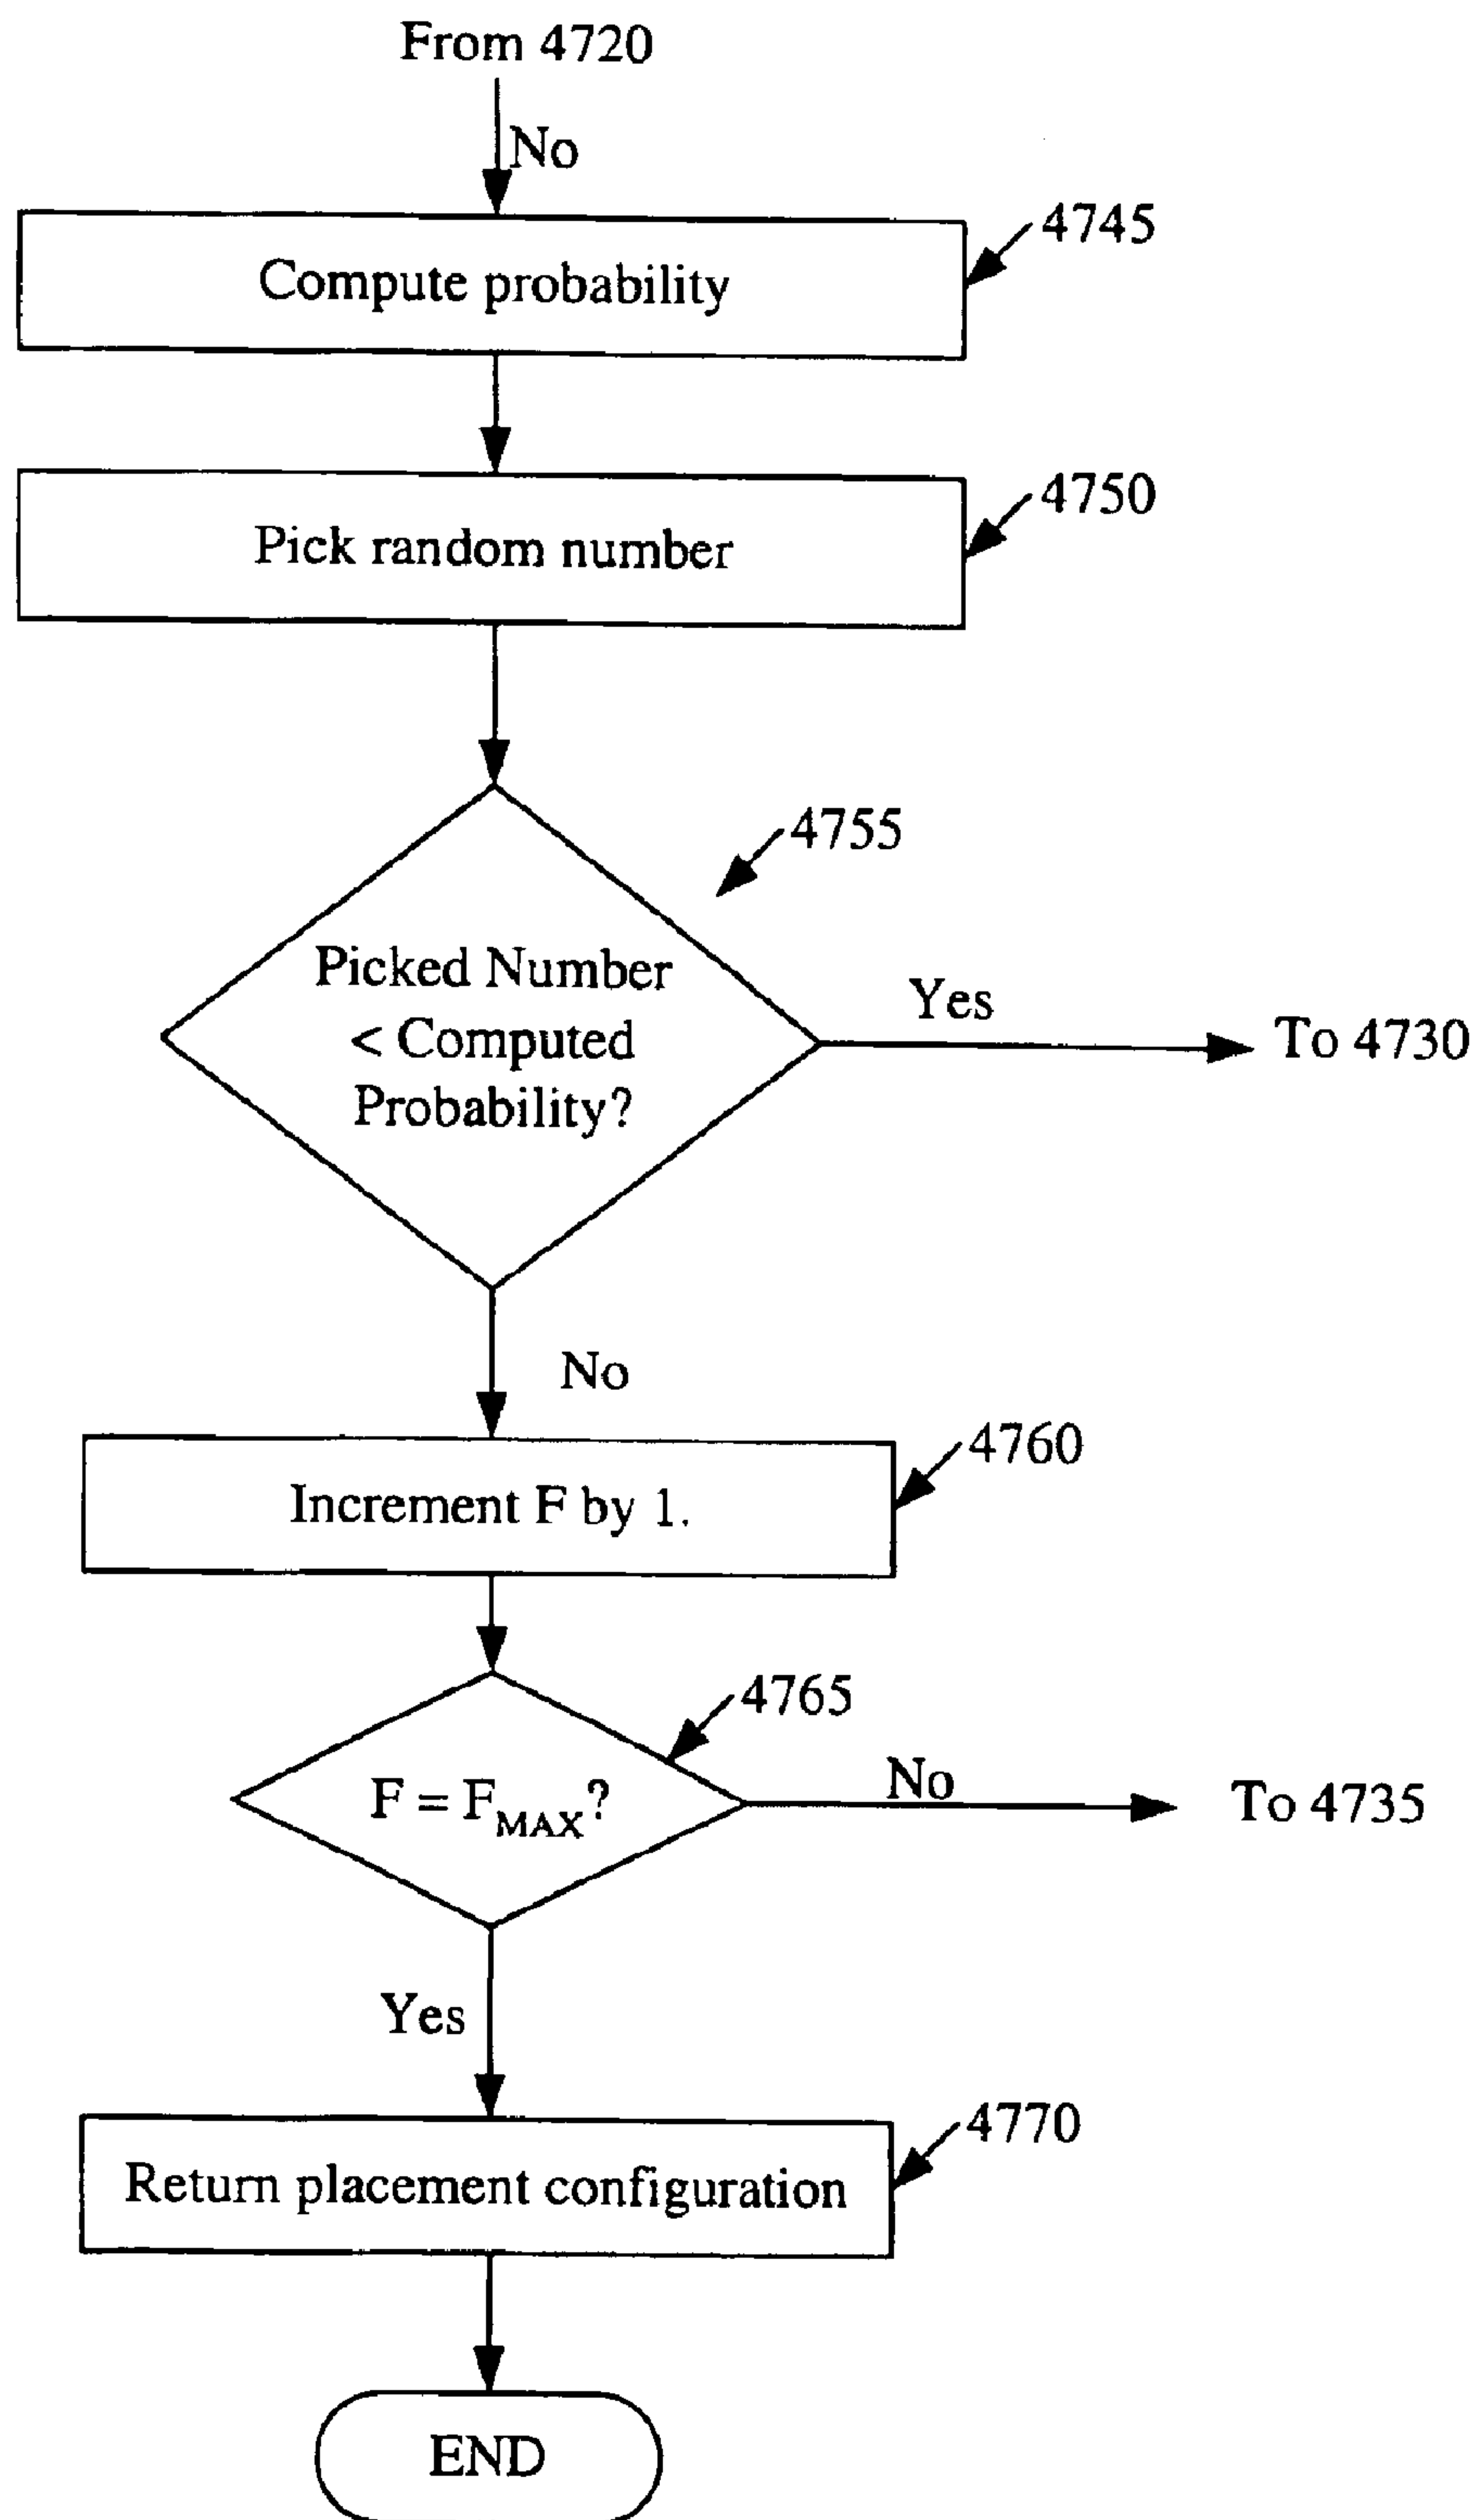 From 4720
No
4745
Compute probability
4750
Pick random number
4755
Picked Number
< Computed
Probability?
Yes
To 4730
No
4760
Increment F by 1.
4765
F = FMAX?
No
To 4735
Yes
4770
Return placement configuration
END